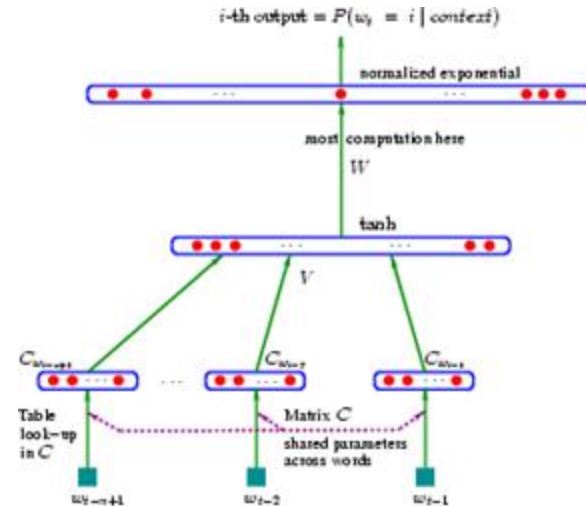 i-th output = P(w_t = i | context)
normalized exponential
... ...
most computation here
W
tanh
... ...
V
C_{w_{t-n+1}} C_{w_{t-2}} C_{w_{t-1}}
... ... ... ...
Table
look-up
in C
Matrix C
shared parameters
across words
w_{t-n+1} w_{t-2} w_{t-1}